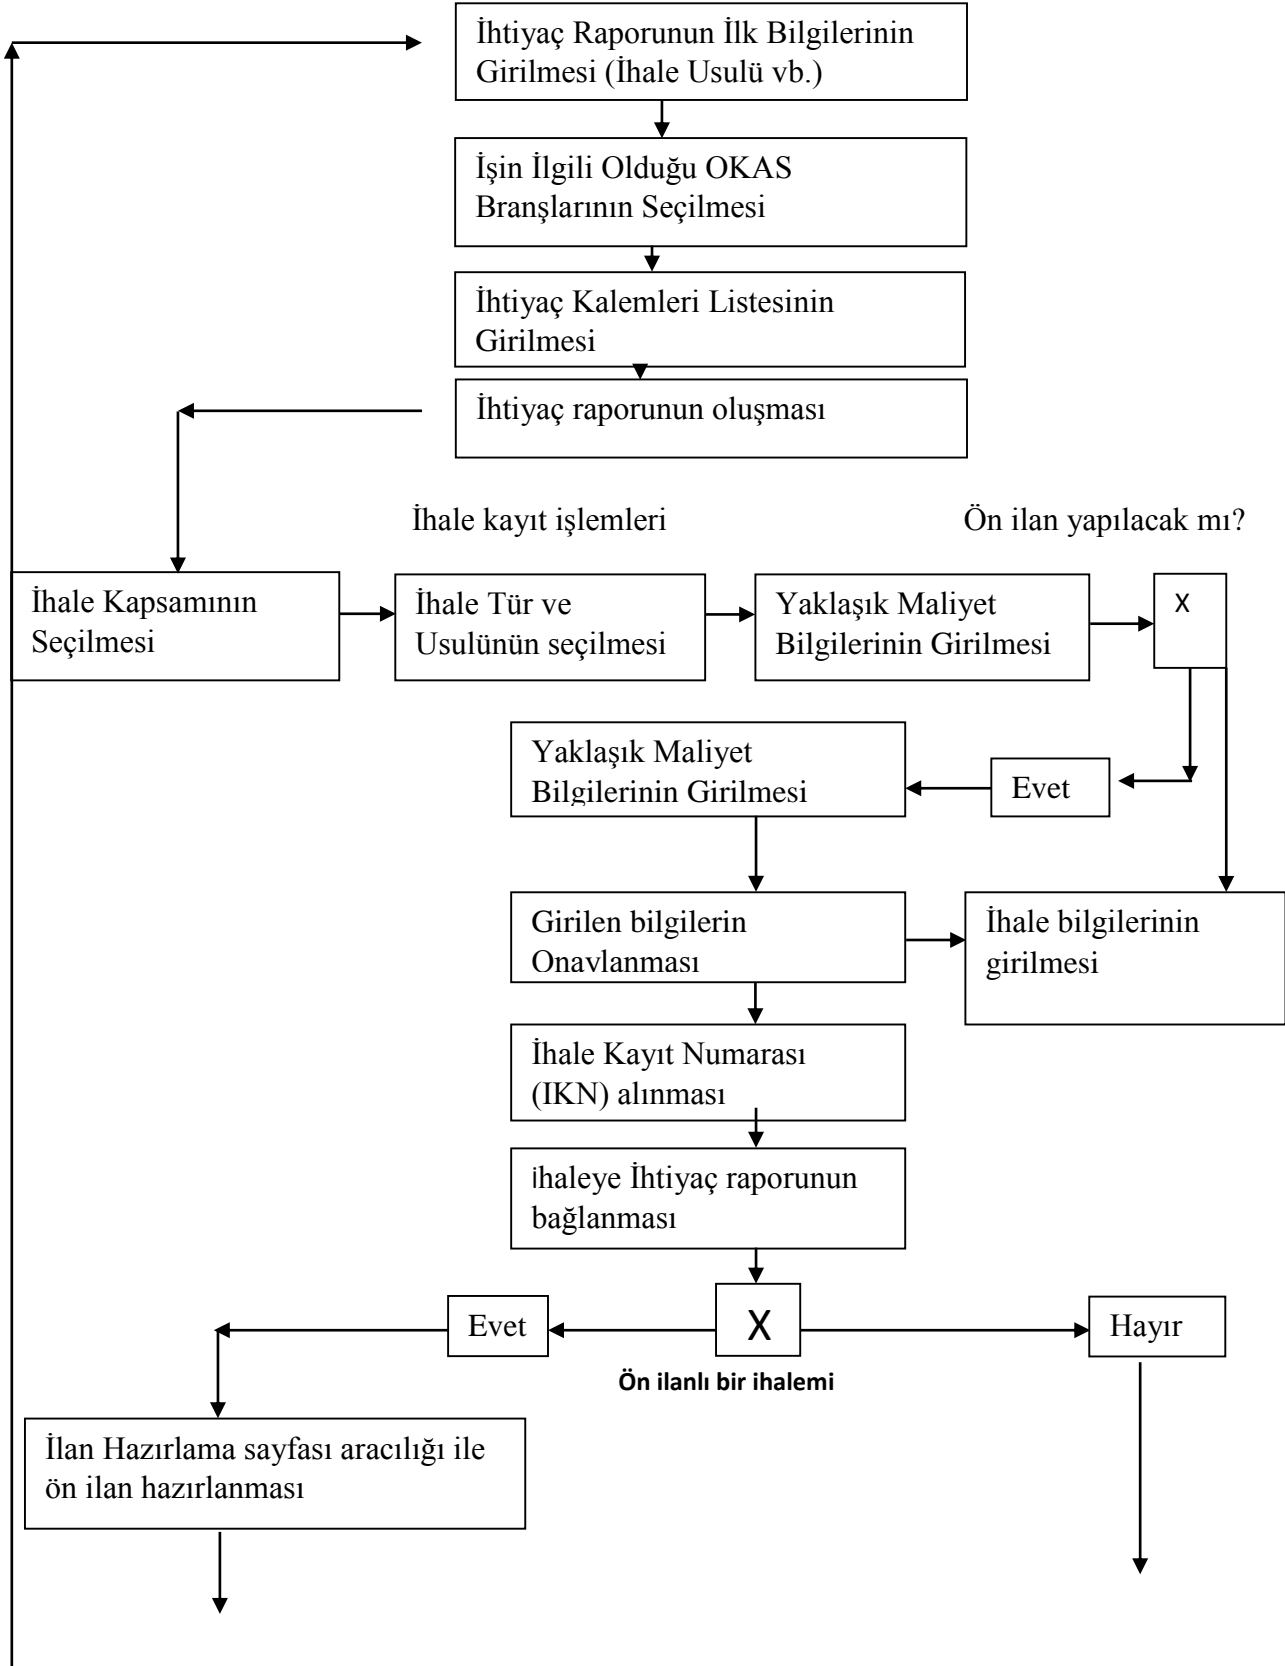 İhtiyaç Raporunun İlk Bilgilerinin
Girilmesi (İhale Usulü vb.)
İşin İlgili Olduğu OKAS
Branşlarının Seçilmesi
İhtiyaç Kalemleri Listesinin
Girilmesi
İhtiyaç raporunun oluşması
İhale kayıt işlemleri
Ön ilan yapılacak mı?
İhale Kapsamının
Seçilmesi
İhale Tür ve
Usulünün seçilmesi
Yaklaşık Maliyet
Bilgilerinin Girilmesi
X
Yaklaşık Maliyet
Bilgilerinin Girilmesi
Evet
Girilen bilgilerin
Onaylanması
İhale bilgilerinin
girilmesi
İhale Kayıt Numarası
(IKN) alınması
ihaleye İhtiyaç raporunun
bağlanması
Evet
X
Hayır
Ön ilanlı bir ihalemi
İlan Hazırlama sayfası aracılığı ile
ön ilan hazırlanması